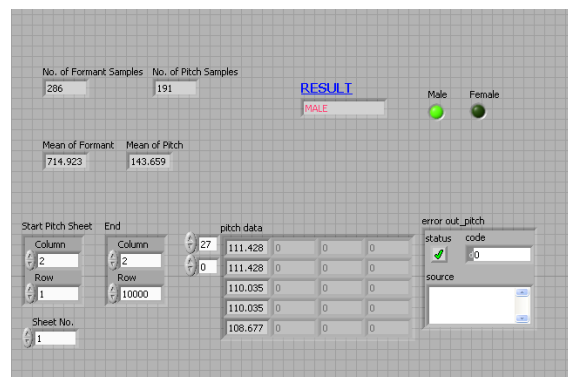 No. of Formant Samples No. of Pitch Samples
286 191
RESULT
MALE
Male Female
Mean of Formant Mean of Pitch
714.923 143.659
Start Pitch Sheet End pitch data error out_pitch
Column Column 27 111.428 0 0 0 status code
2 2 0 111.428 0 0 0 0
Row Row 110.035 0 0 0 source
1 10000 110.035 0 0 0
Sheet No. 108.677 0 0 0
1